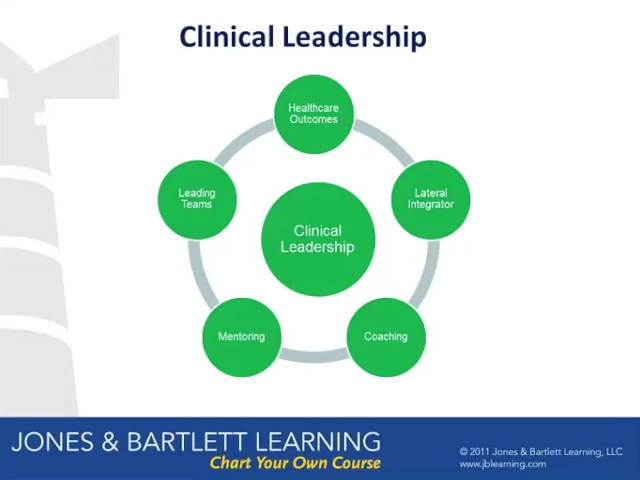 Clinical Leadership
Healthcare
Outcomes
Leading
Teams
Lateral
Integrator
Clinical
Leadership
Mentoring
Coaching
JONES & BARTLETT LEARNING
Chart Your Own Course
© 2011 Jones & Bartlett Learning, LLC
www.jblearning.com